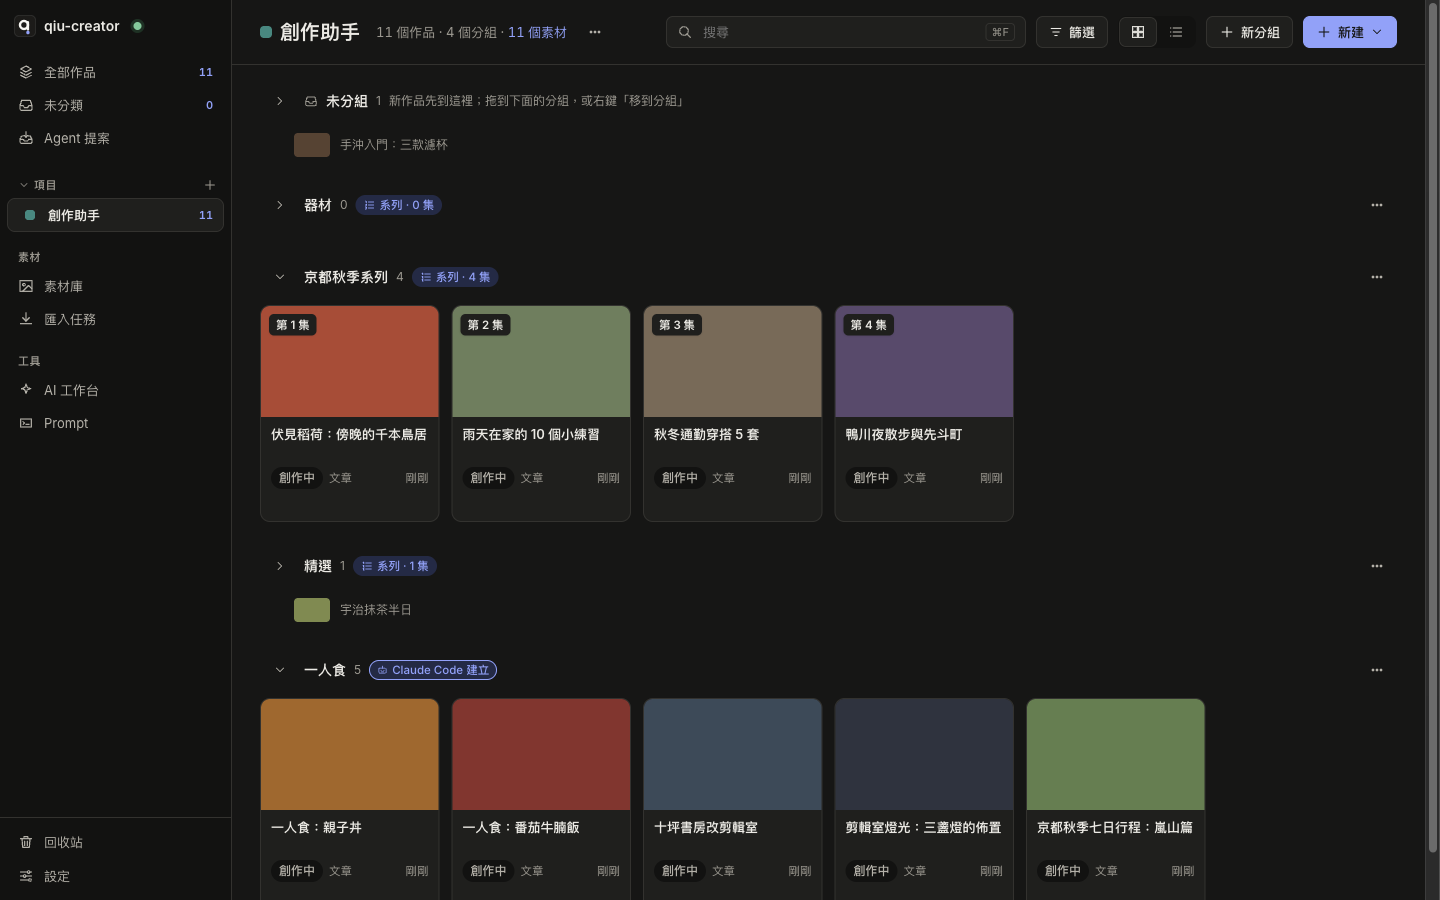 qiu-creator
全部作品 11
未分類 0
Agent 提案
項目
創作助手 11
素材
素材庫
匯入任務
工具
AI 工作台
Prompt
回收站
設定
創作助手 11 個作品 · 4 個分組 · 11 個素材
搜尋 ⌘F
篩選
新分組
新建
未分組 1 新作品先到這裡；拖到下面的分組，或右鍵「移到分組」
手沖入門：三款濾杯
器材 0 系列 · 0 集
京都秋季系列 4 系列 · 4 集
第 1 集
伏見稻荷：傍晚的千本鳥居
創作中 文章 剛剛
第 2 集
雨天在家的 10 個小練習
創作中 文章 剛剛
第 3 集
秋冬通勤穿搭 5 套
創作中 文章 剛剛
第 4 集
鴨川夜散步與先斗町
創作中 文章 剛剛
精選 1 系列 · 1 集
宇治抹茶半日
一人食 5 Claude Code 建立
一人食：親子丼
創作中 文章 剛剛
一人食：番茄牛腩飯
創作中 文章 剛剛
十坪書房改剪輯室
創作中 文章 剛剛
剪輯室燈光：三盞燈的佈置
創作中 文章 剛剛
京都秋季七日行程：嵐山篇
創作中 文章 剛剛